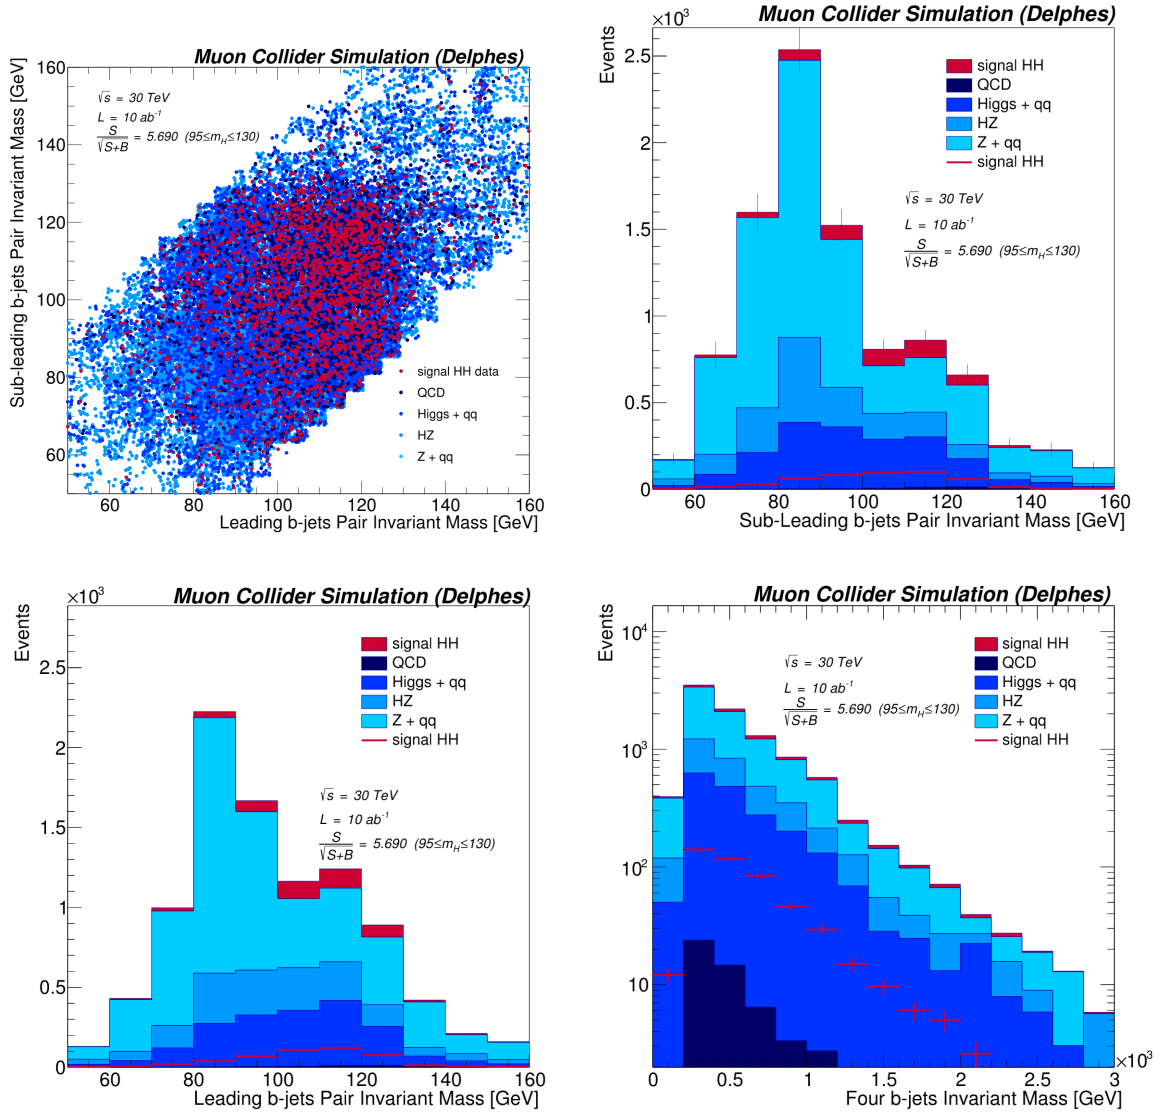 Muon Collider Simulation (Delphes)
Sub-leading b-jets Pair Invariant Mass [GeV]
160
140
120
100
80
60
√s = 30 TeV
L = 10 ab⁻¹
S/√S+B = 5.690 (95≤m_H≤130)
signal HH data
QCD
Higgs + qq
HZ
Z + qq
60 80 100 120 140 160
Leading b-jets Pair Invariant Mass [GeV]
Muon Collider Simulation (Delphes)
×10³
Events
2.5
2
1.5
1
0.5
0
signal HH
QCD
Higgs + qq
HZ
Z + qq
signal HH
√s = 30 TeV
L = 10 ab⁻¹
S/√S+B = 5.690 (95≤m_H≤130)
60 80 100 120 140 160
Sub-Leading b-jets Pair Invariant Mass [GeV]
Muon Collider Simulation (Delphes)
×10³
Events
2.5
2
1.5
1
0.5
0
signal HH
QCD
Higgs + qq
HZ
Z + qq
signal HH
√s = 30 TeV
L = 10 ab⁻¹
S/√S+B = 5.690 (95≤m_H≤130)
60 80 100 120 140 160
Leading b-jets Pair Invariant Mass [GeV]
Muon Collider Simulation (Delphes)
Events
10⁴
10³
10²
10
signal HH
QCD
Higgs + qq
HZ
Z + qq
signal HH
√s = 30 TeV
L = 10 ab⁻¹
S/√S+B = 5.690 (95≤m_H≤130)
0 0.5 1 1.5 2 2.5 3
×10³
Four b-jets Invariant Mass [GeV]